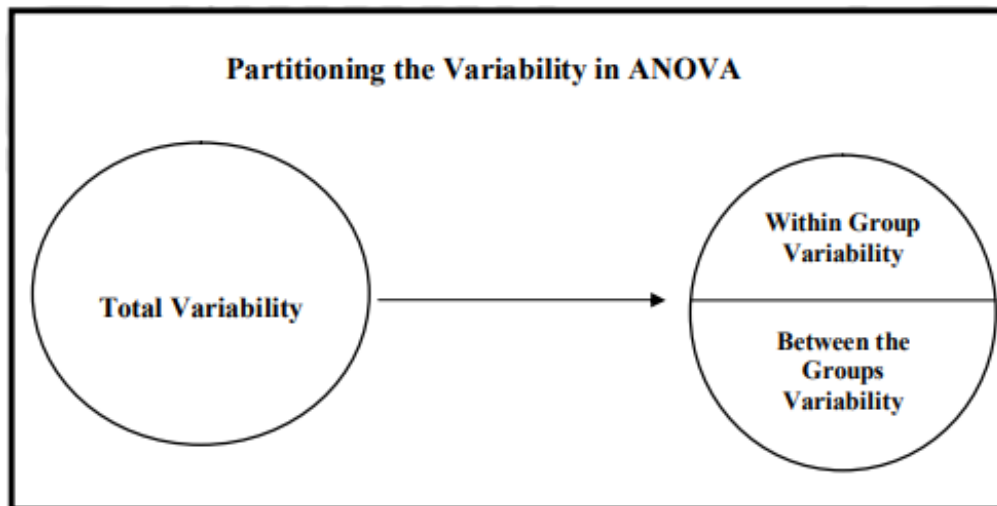 Partitioning the Variability in ANOVA
Total Variability
Within Group
Variability
Between the
Groups
Variability